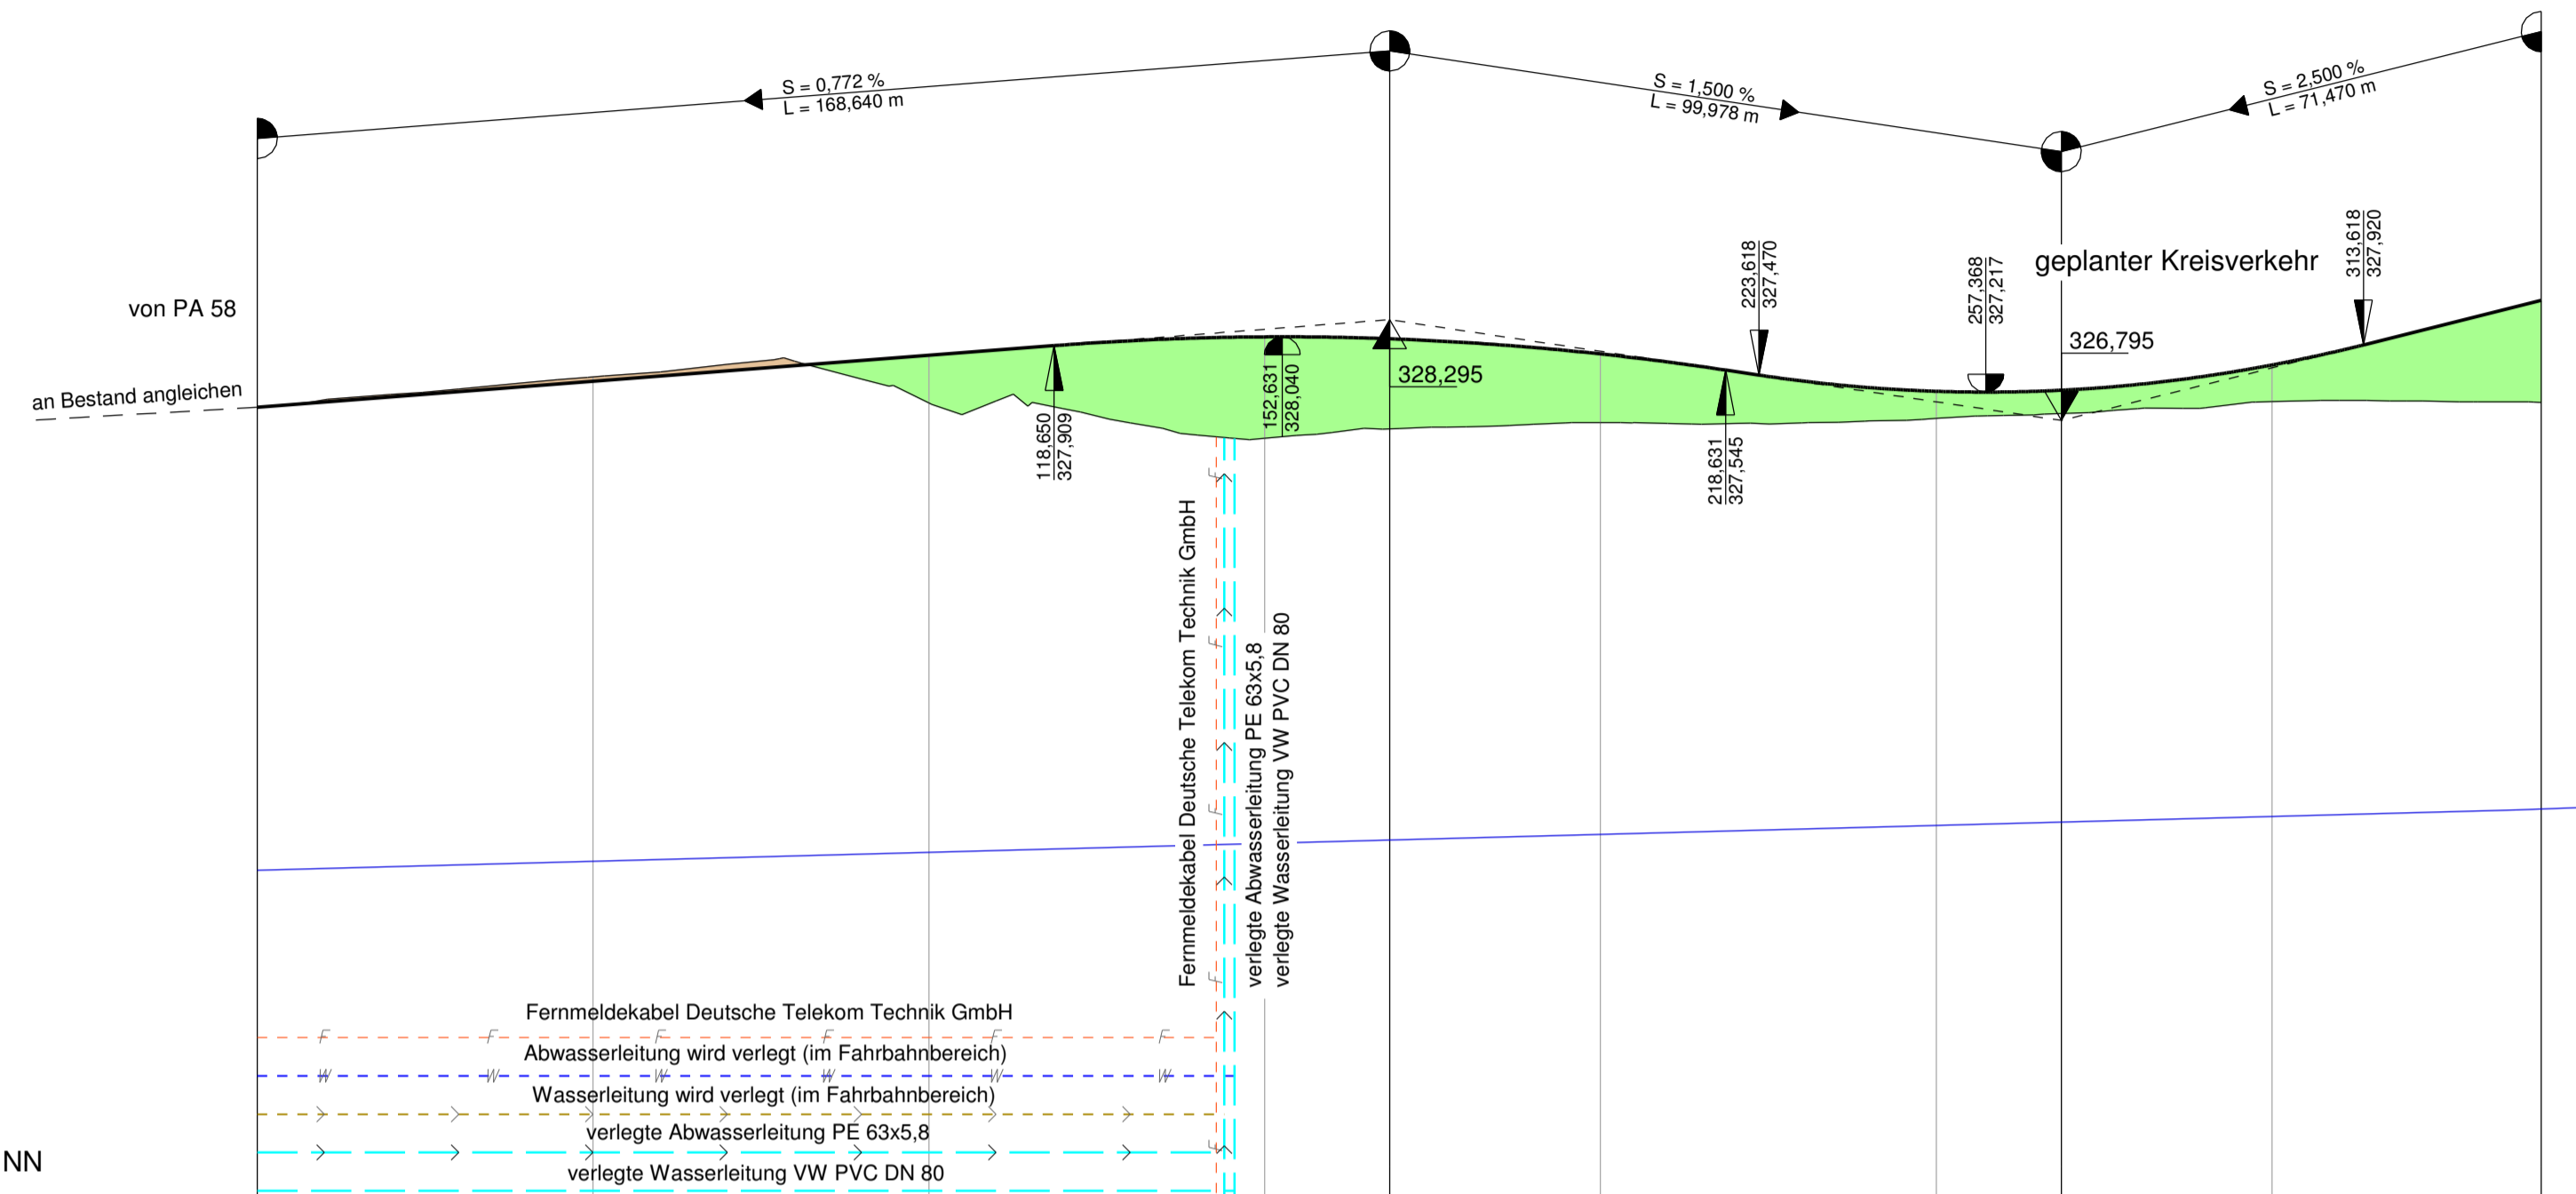 S = 0,772 %
L = 168,640 m
S = 1,500 %
L = 99,978 m
S = 2,500 %
L = 71,470 m
von PA 58
an Bestand angleichen
geplanter Kreisverkehr
118,650
327,909
152,631
328,040
328,295
218,631
327,545
223,618
327,470
257,368
327,217
326,795
313,618
327,920
Fernmeldekabel Deutsche Telekom Technik GmbH
verlegte Abwasserleitung PE 63x5,8
verlegte Wasserleitung VW PVC DN 80
Fernmeldekabel Deutsche Telekom Technik GmbH
F F F F F F
Abwasserleitung wird verlegt (im Fahrbahnbereich)
W W W W W W
Wasserleitung wird verlegt (im Fahrbahnbereich)
verlegte Abwasserleitung PE 63x5,8
verlegte Wasserleitung VW PVC DN 80
NN